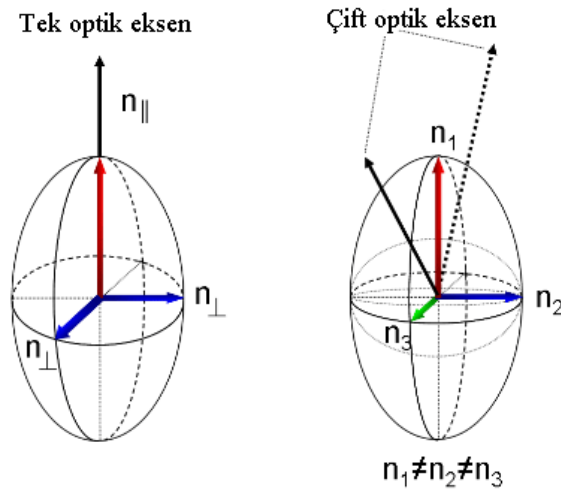 Tek optik eksen
n∥
n⊥
n⊥
Çift optik eksen
n₁
n₂
n₃
n₁≠n₂≠n₃